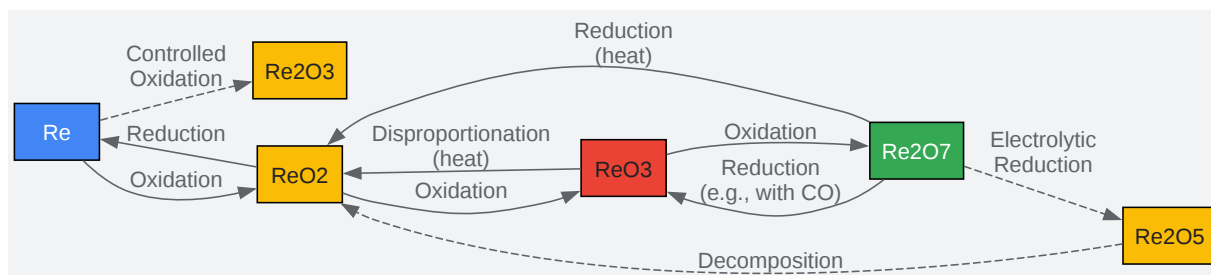 Reduction
(heat)
Controlled
Oxidation
Re2O3
Re
Reduction
Disproportionation
(heat)
Oxidation
Re2O7
Electrolytic
Reduction
ReO2
ReO3
Oxidation
Oxidation
Reduction
(e.g., with CO)
Re2O5
Decomposition